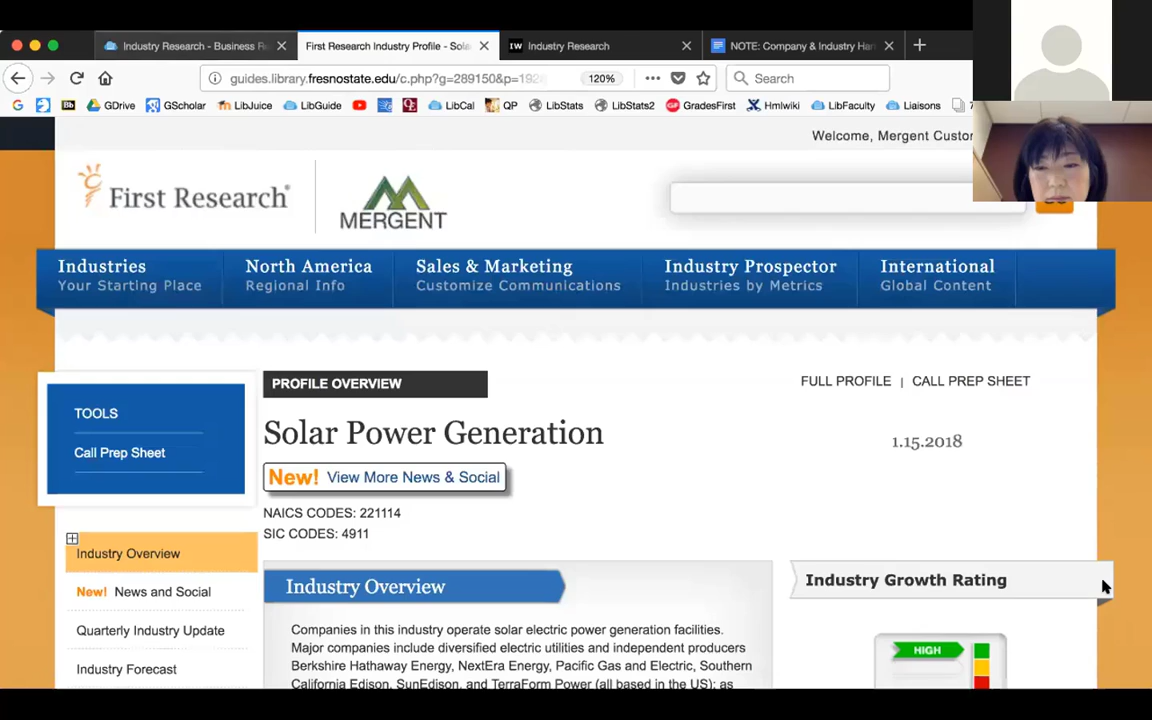 Industry Research - Business R
First Research Industry Profile - Sola
IW Industry Research
NOTE: Company & Industry Han
guides.library.fresnostate.edu/c.php?g=289150&p=192
120%
Search
GDrive
GScholar
LibJuice
LibGuide
LibCal
QP
LibStats
LibStats2
GradesFirst
Hmlwiki
LibFaculty
Liaisons
Welcome, Mergent Custo
First Research®
MERGENT
Industries
Your Starting Place
North America
Regional Info
Sales & Marketing
Customize Communications
Industry Prospector
Industries by Metrics
International
Global Content
TOOLS
Call Prep Sheet
PROFILE OVERVIEW
FULL PROFILE | CALL PREP SHEET
Solar Power Generation
1.15.2018
New! View More News & Social
NAICS CODES: 221114
SIC CODES: 4911
Industry Overview
New! News and Social
Quarterly Industry Update
Industry Forecast
Industry Overview
Companies in this industry operate solar electric power generation facilities.
Major companies include diversified electric utilities and independent producers
Berkshire Hathaway Energy, NextEra Energy, Pacific Gas and Electric, Southern
California Edison, SunEdison, and TerraForm Power (all based in the US); as
Industry Growth Rating
HIGH